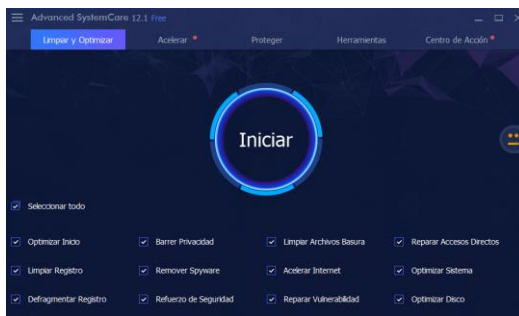 Advanced SystemCare 12.1 Free
Limpiar y Optimizar Acelerar Proteger Herramientas Centro de Acción
Iniciar
Seleccionar todo
Optimizar Inicio Barrer Privacidad Limpiar Archivos Basura Reparar Accesos Directos
Limpiar Registro Remover Spyware Acelerar Internet Optimizar Sistema
Defragmentar Registro Refuerzo de Seguridad Reparar Vulnerabilidad Optimizar Disco